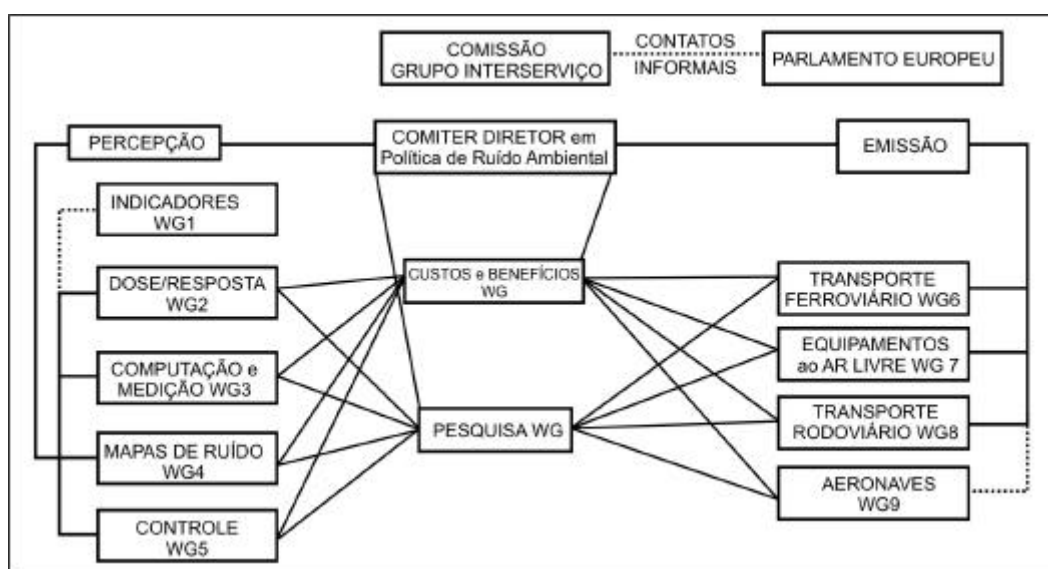 COMISSÃO
GRUPO INTERSERVIÇO
CONTATOS
INFORMAIS
PARLAMENTO EUROPEU
PERCEPÇÃO
COMITER DIRETOR em
Política de Ruído Ambiental
EMISSÃO
INDICADORES
WG1
DOSE/RESPOSTA
WG2
COMPUTAÇÃO e
MEDIÇÃO WG3
MAPAS DE RUÍDO
WG4
CONTROLE
WG5
CUSTOS e BENEFÍCIOS
WG
PESQUISA WG
TRANSPORTE
FERROVIÁRIO WG6
EQUIPAMENTOS
ao AR LIVRE WG 7
TRANSPORTE
RODOVIÁRIO WG8
AERONAVES
WG9